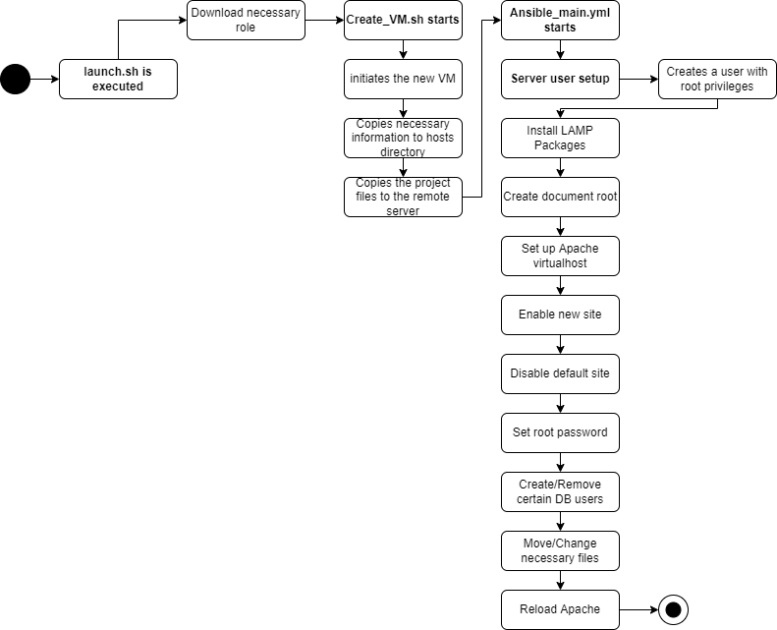 launch.sh is
executed
Download necessary
role
Create_VM.sh starts
initiates the new VM
Copies necessary
information to hosts
directory
Copies the project
files to the remote
server
Ansible_main.yml
starts
Server user setup
Creates a user with
root privileges
Install LAMP
Packages
Create document root
Set up Apache
virtualhost
Enable new site
Disable default site
Set root password
Create/Remove
certain DB users
Move/Change
necessary files
Reload Apache